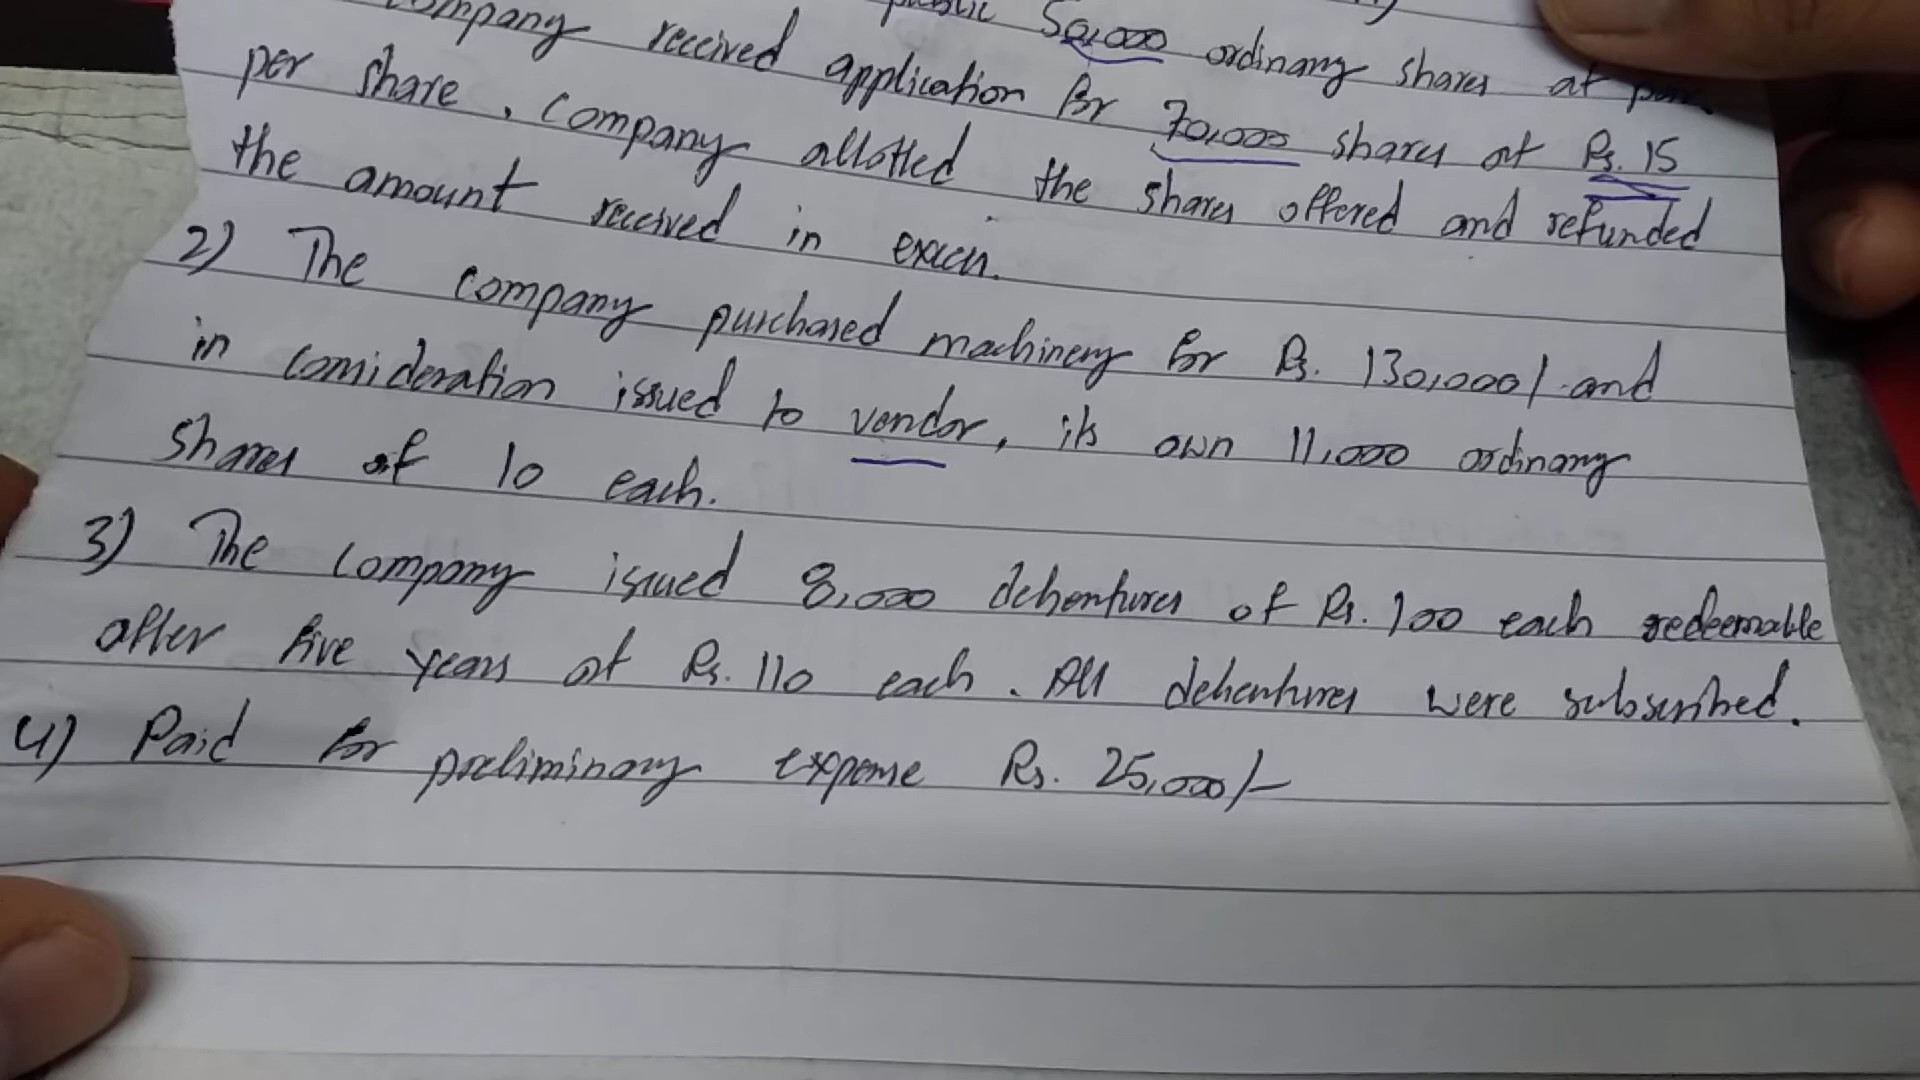 public 50,000 ordinary shares at par.
Company received application for 70,000 shares at Rs. 15
per share. Company allotted the shares offered and refunded
the amount received in excess.
2) The company purchased machinery for Rs. 130,000/- and
in consideration issued to vendor, its own 11,000 ordinary
shares of 10 each.
3) The company issued 8,000 debentures of Rs. 100 each redeemable
after five years at Rs. 110 each. All debentures were subscribed.
4) Paid for preliminary expense Rs. 25,000/-